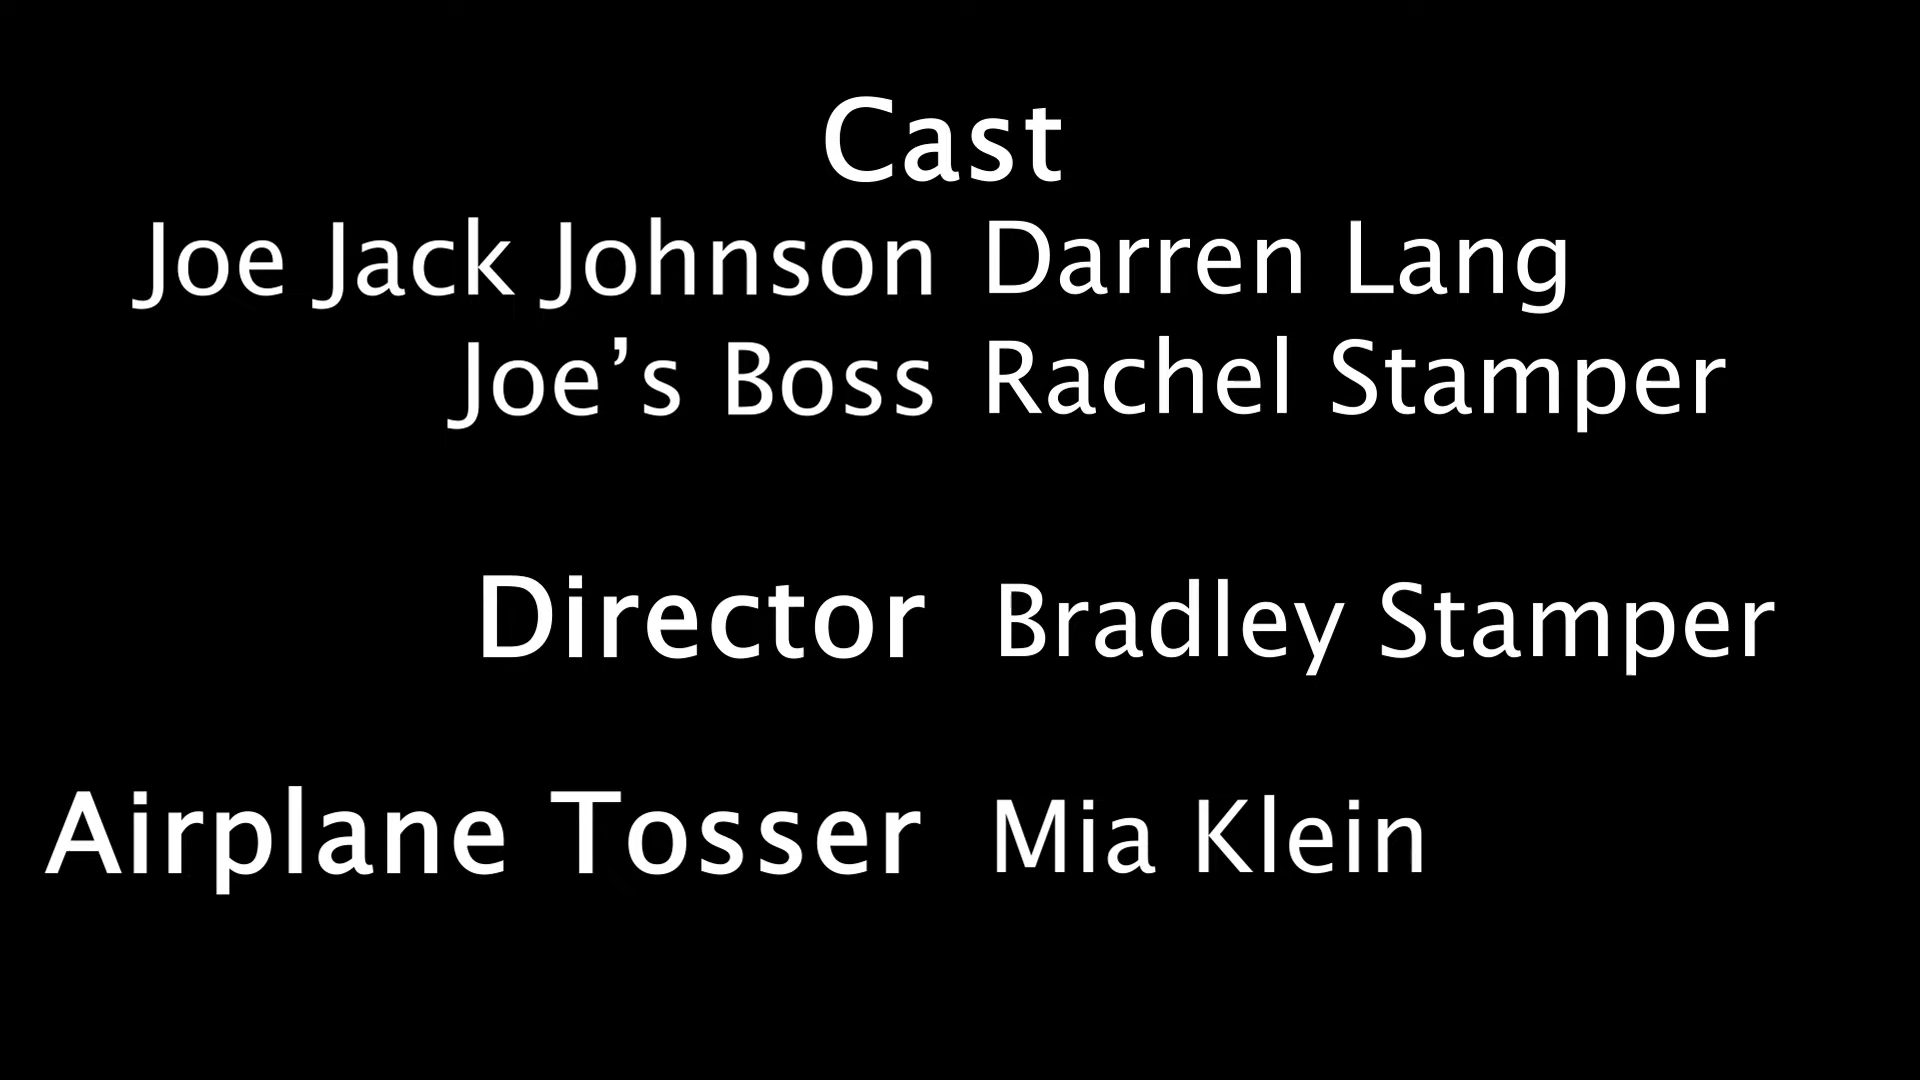 Cast
Joe Jack Johnson Darren Lang
Joe’s Boss Rachel Stamper
Director Bradley Stamper
Airplane Tosser Mia Klein